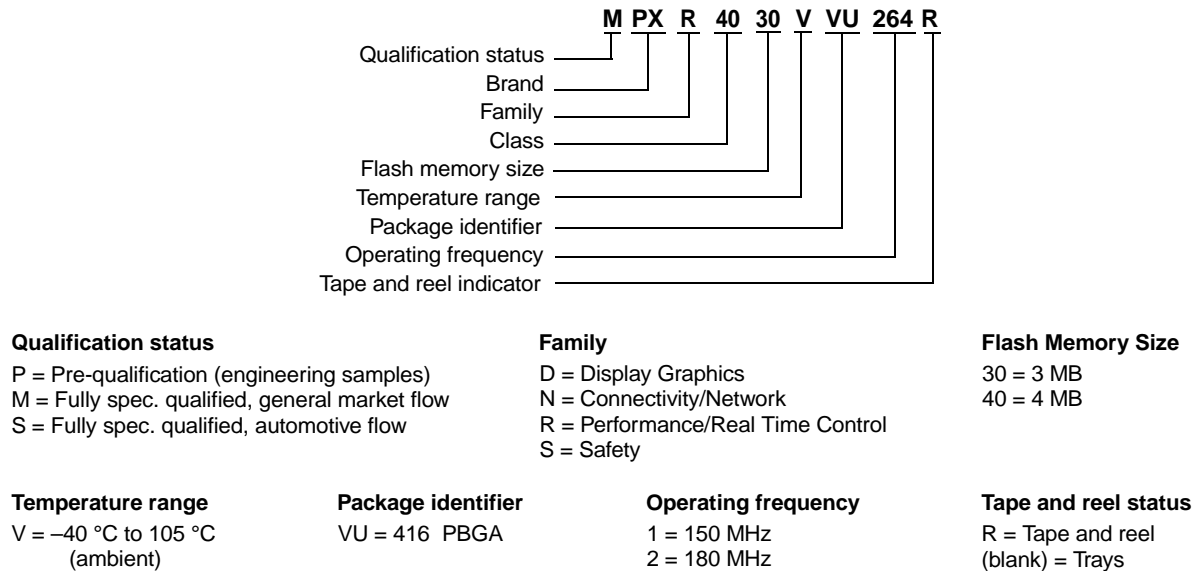 M PX R 40 30 V VU 264 R
Qualification status
Brand
Family
Class
Flash memory size
Temperature range
Package identifier
Operating frequency
Tape and reel indicator
Qualification status
P = Pre-qualification (engineering samples)
M = Fully spec. qualified, general market flow
S = Fully spec. qualified, automotive flow
Family
D = Display Graphics
N = Connectivity/Network
R = Performance/Real Time Control
S = Safety
Flash Memory Size
30 = 3 MB
40 = 4 MB
Temperature range
V = –40 °C to 105 °C
(ambient)
Package identifier
VU = 416 PBGA
Operating frequency
1 = 150 MHz
2 = 180 MHz
Tape and reel status
R = Tape and reel
(blank) = Trays